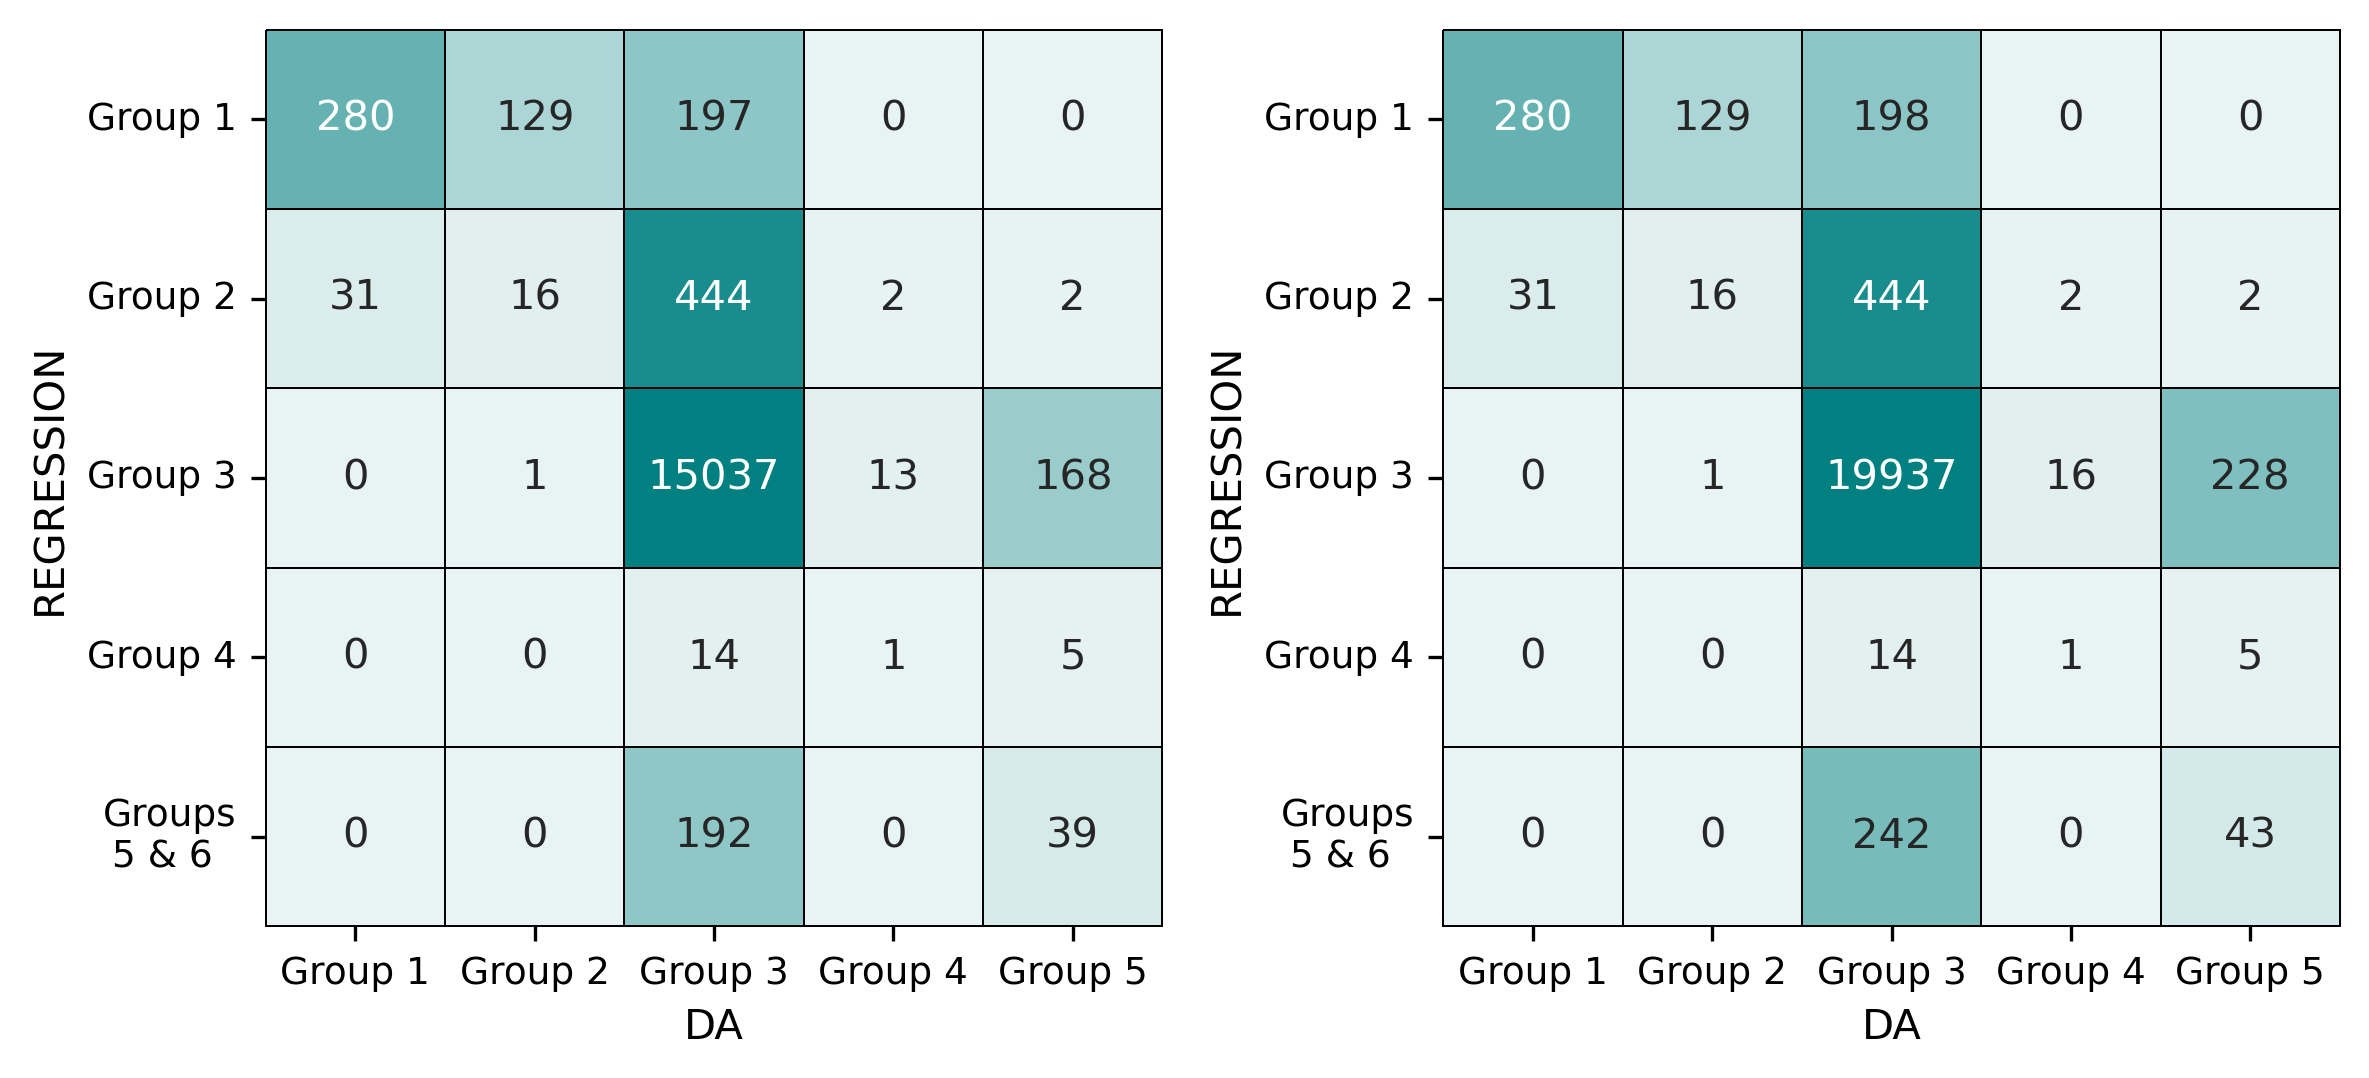 REGRESSION
Group 1 280 129 197 0 0
Group 2 31 16 444 2 2
Group 3 0 1 15037 13 168
Group 4 0 0 14 1 5
Groups
5 & 6 0 0 192 0 39
Group 1 Group 2 Group 3 Group 4 Group 5
DA
REGRESSION
Group 1 280 129 198 0 0
Group 2 31 16 444 2 2
Group 3 0 1 19937 16 228
Group 4 0 0 14 1 5
Groups
5 & 6 0 0 242 0 43
Group 1 Group 2 Group 3 Group 4 Group 5
DA